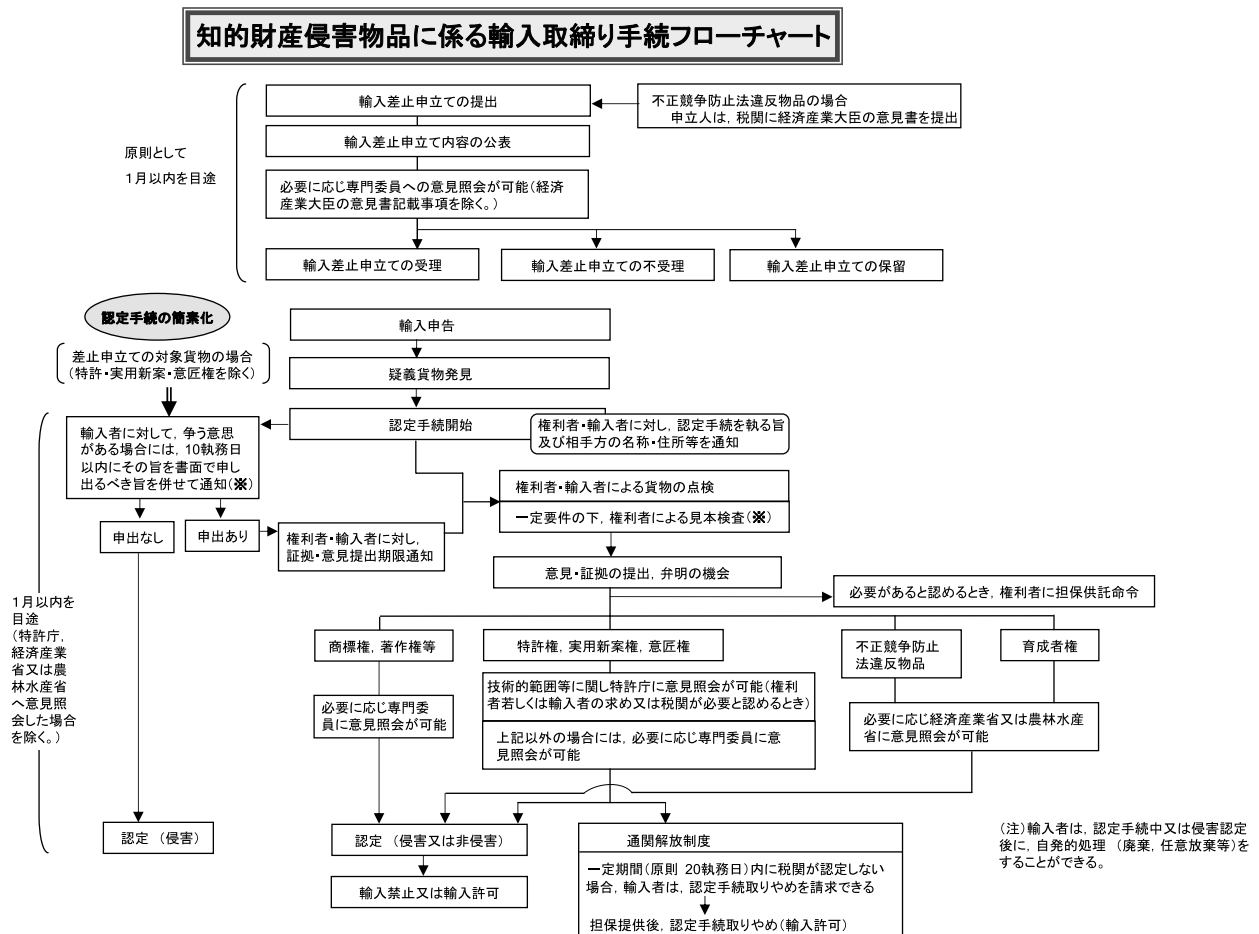 知的財産侵害物品に係る輸入取締り手続フローチャート
輸入差止申立ての提出
不正競争防止法違反物品の場合
申立人は，税関に経済産業大臣の意見書を提出
輸入差止申立て内容の公表
原則として
１月以内を目途
必要に応じ専門委員への意見照会が可能（経済
産業大臣の意見書記載事項を除く。）
輸入差止申立ての受理
輸入差止申立ての不受理
輸入差止申立ての保留
認定手続の簡素化
差止申立ての対象貨物の場合
（特許・実用新案・意匠権を除く）
輸入申告
疑義貨物発見
認定手続開始
権利者・輸入者に対し，認定手続を執る旨
及び相手方の名称・住所等を通知
輸入者に対して，争う意思
がある場合には，10執務日
以内にその旨を書面で申し
出るべき旨を併せて通知（※）
申出なし
申出あり
権利者・輸入者に対し，
証拠・意見提出期限通知
権利者・輸入者による貨物の点検
一定要件の下，権利者による見本検査（※）
意見・証拠の提出，弁明の機会
必要があると認めるとき，権利者に担保供託命令
１月以内を
目途
（特許庁，
経済産業
省又は農
林水産省
へ意見照
会した場合
を除く。）
商標権，著作権等
特許権，実用新案権，意匠権
不正競争防止
法違反物品
育成者権
必要に応じ専門委
員に意見照会が可能
技術的範囲等に関し特許庁に意見照会が可能（権利
者若しくは輸入者の求め又は税関が必要と認めるとき）
上記以外の場合には，必要に応じ専門委員に意
見照会が可能
必要に応じ経済産業省又は農林水産
省に意見照会が可能
認定 （侵害）
認定 （侵害又は非侵害）
輸入禁止又は輸入許可
通関解放制度
一定期間（原則 20執務日）内に税関が認定しない
場合，輸入者は，認定手続取りやめを請求できる
担保提供後，認定手続取りやめ（輸入許可）
（注）輸入者は，認定手続中又は侵害認定
後に，自発的処理 （廃棄，任意放棄等）を
することができる。